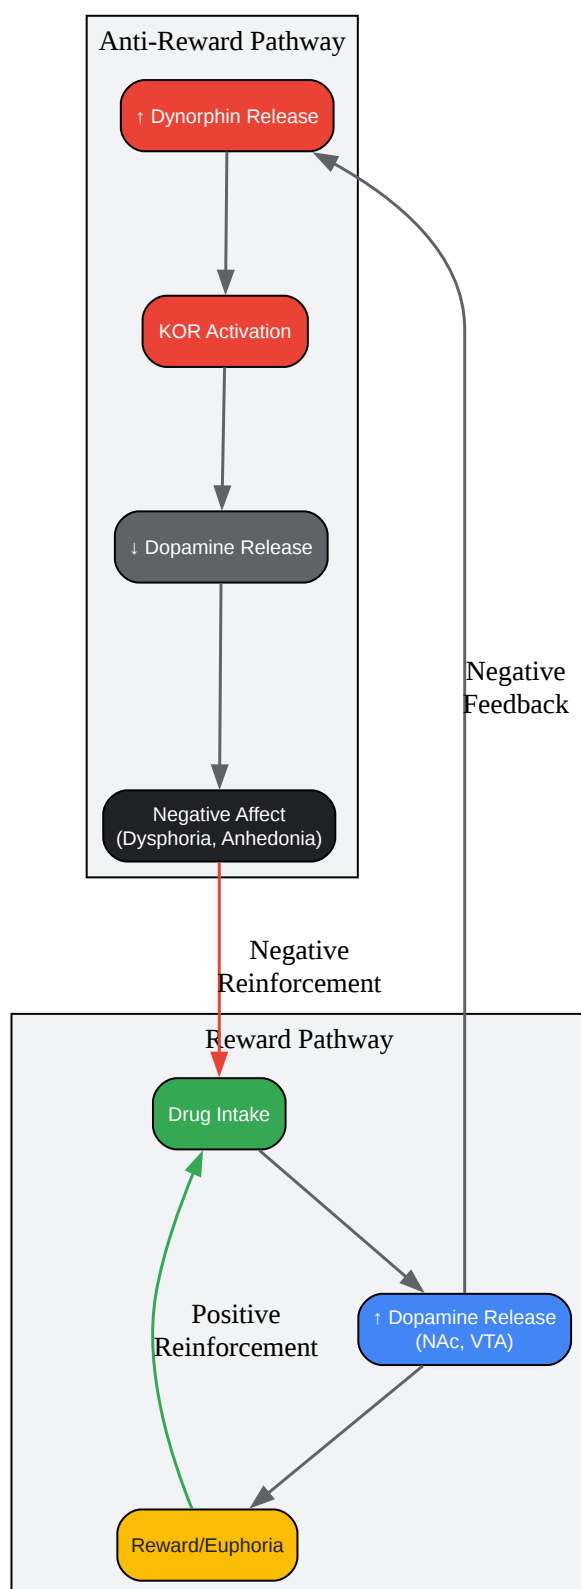 Anti-Reward Pathway
↑ Dynorphin Release
KOR Activation
↓ Dopamine Release
Negative
Feedback
Negative Affect
(Dysphoria, Anhedonia)
Negative
Reinforcement
Reward Pathway
Drug Intake
Positive
Reinforcement
↑ Dopamine Release
(NAc, VTA)
Reward/Euphoria